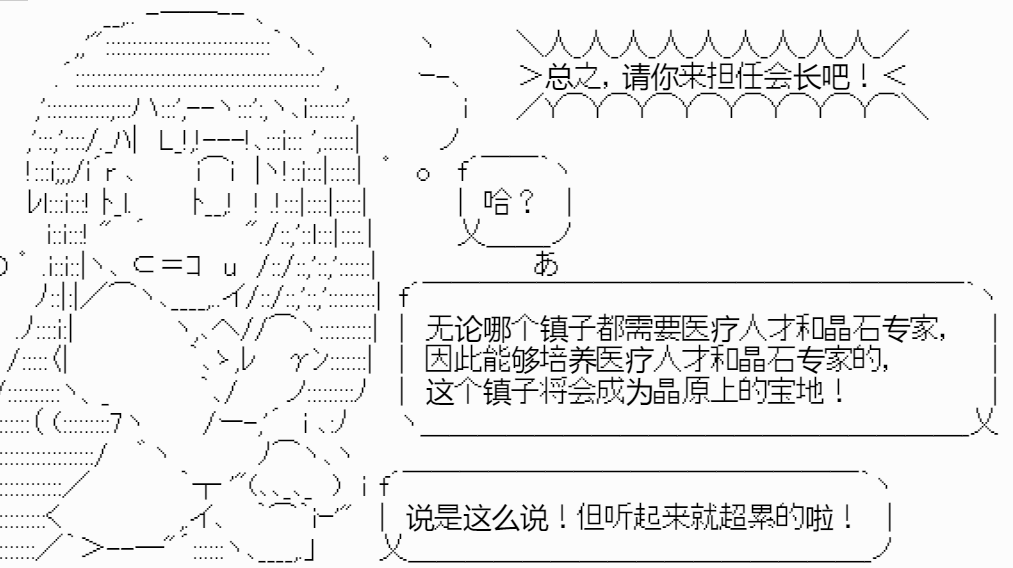 总之，请你来担任会长吧！
哈？
あ
无论哪个镇子都需要医疗人才和晶石专家，
因此能够培养医疗人才和晶石专家的，
这个镇子将会成为晶原上的宝地！
说是这么说！但听起来就超累的啦！